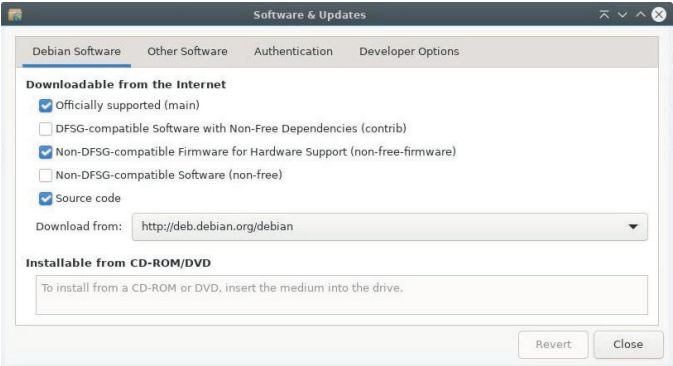 Software & Updates
Debian Software
Other Software
Authentication
Developer Options
Downloadable from the Internet
Officially supported (main)
DFSG-compatible Software with Non-Free Dependencies (contrib)
Non-DFSG-compatible Firmware for Hardware Support (non-free-firmware)
Non-DFSG-compatible Software (non-free)
Source code
Download from: http://deb.debian.org/debian
Installable from CD-ROM/DVD
To install from a CD-ROM or DVD, insert the medium into the drive.
Revert
Close